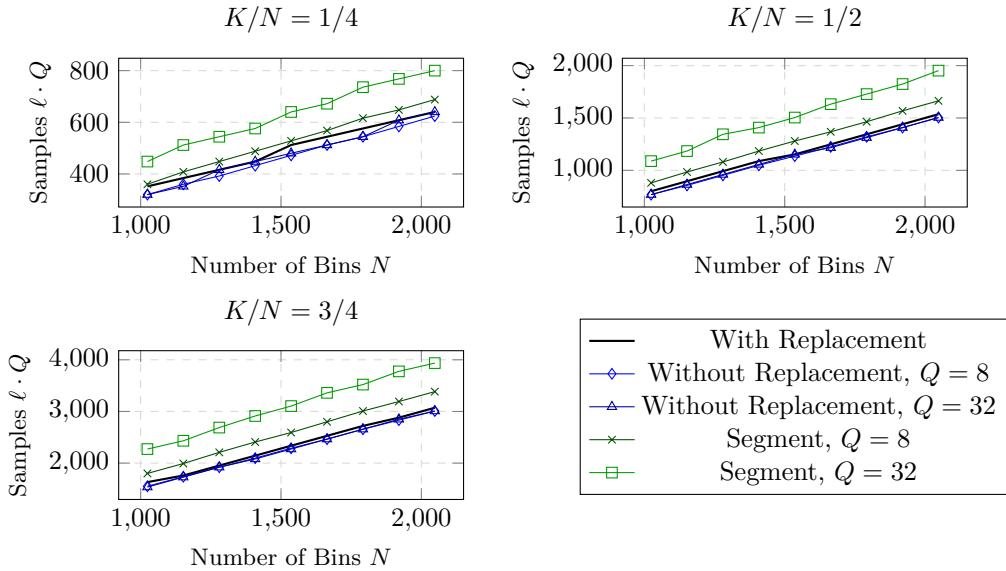 K/N = 1/4
800
600
400
Samples ℓ · Q
1,000
1,500
2,000
Number of Bins N
K/N = 1/2
2,000
1,500
1,000
Samples ℓ · Q
1,000
1,500
2,000
Number of Bins N
K/N = 3/4
4,000
3,000
2,000
Samples ℓ · Q
1,000
1,500
2,000
Number of Bins N
With Replacement
Without Replacement, Q = 8
Without Replacement, Q = 32
Segment, Q = 8
Segment, Q = 32